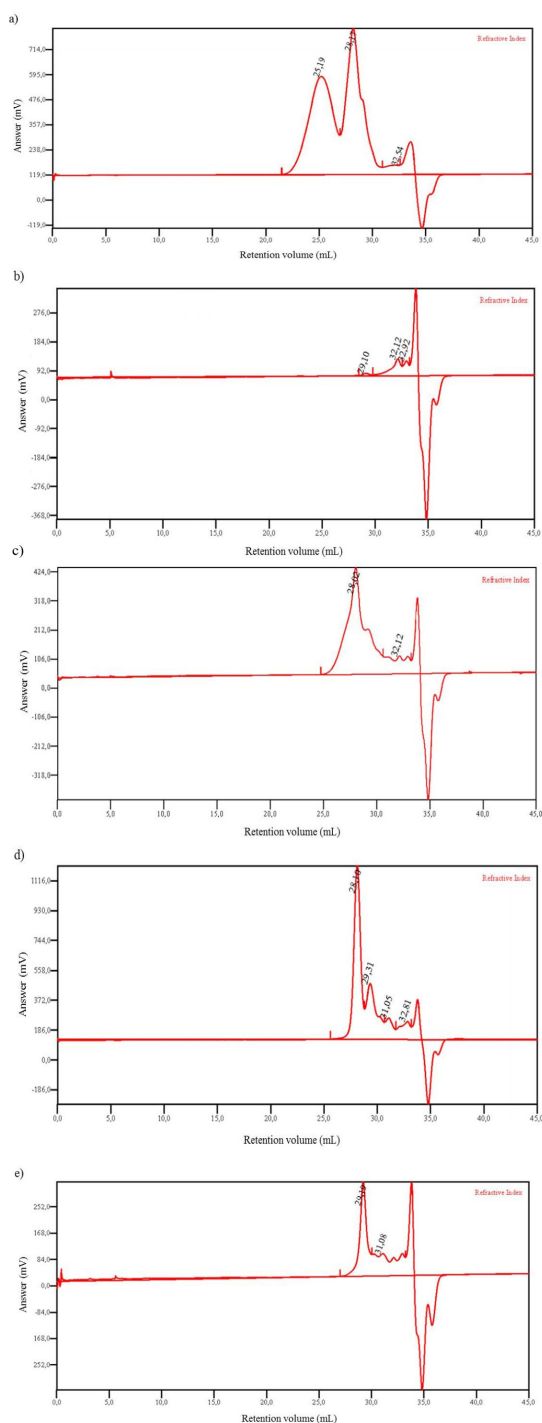 a)
Refractive Index
Answer (mV)
714,0
595,0
476,0
357,0
238,0
119,0
0,0
-119,0
25,19
28,17
32,54
0,0 5,0 10,0 15,0 20,0 25,0 30,0 35,0 40,0 45,0
Retention volume (mL)
b)
Refractive Index
Answer (mV)
276,0
184,0
92,0
0,0
-92,0
-184,0
-276,0
-368,0
29,10
32,12
32,92
0,0 5,0 10,0 15,0 20,0 25,0 30,0 35,0 40,0 45,0
Retention volume (mL)
c)
Refractive Index
Answer (mV)
424,0
318,0
212,0
106,0
0,0
-106,0
-212,0
-318,0
28,02
32,12
0,0 5,0 10,0 15,0 20,0 25,0 30,0 35,0 40,0 45,0
Retention volume (mL)
d)
Refractive Index
Answer (mV)
1116,0
930,0
744,0
558,0
372,0
186,0
0,0
-186,0
28,10
29,31
31,05
32,81
0,0 5,0 10,0 15,0 20,0 25,0 30,0 35,0 40,0 45,0
Retention volume (mL)
e)
Refractive Index
Answer (mV)
252,0
168,0
84,0
0,0
-84,0
168,0
252,0
31,08
0,0 5,0 10,0 15,0 20,0 25,0 30,0 35,0 40,0 45,0
Retention volume (mL)